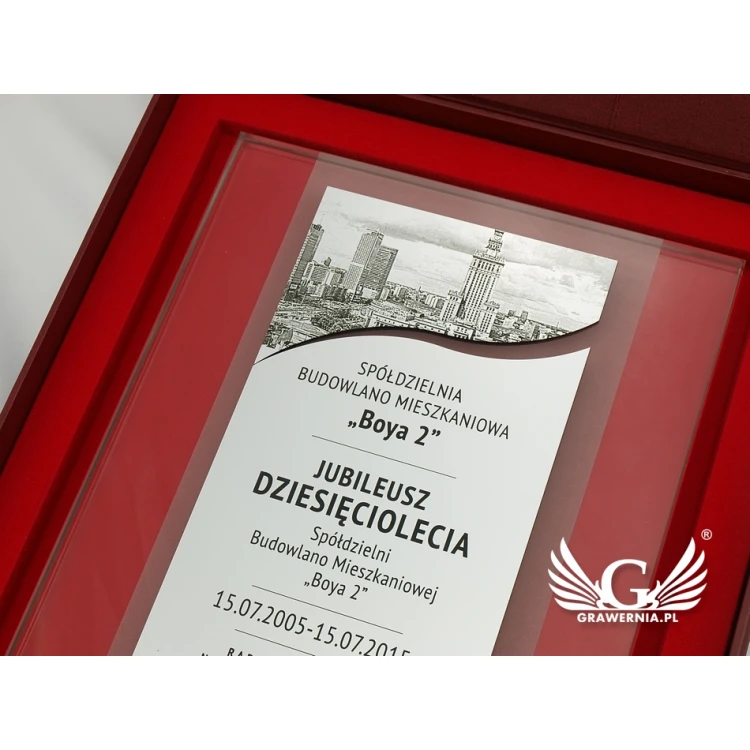 SPÓŁDZIELNIA
BUDOWLANO MIESZKANIOWA
„Boya 2”
JUBILEUSZ
DZIESIĘCIOLECIA
Spółdzielni
Budowlano Mieszkaniowej
„Boya 2”
15.07.2005-15.07.2015
G
®
GRAWERNIA.PL